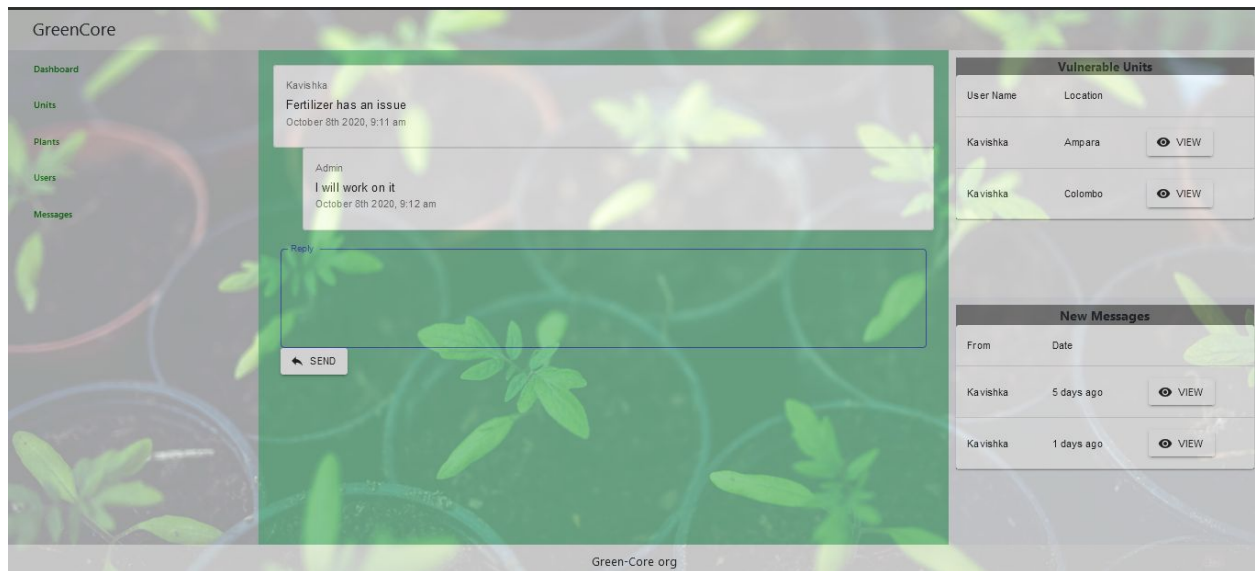 GreenCore
Dashboard
Units
Plants
Users
Messages
Kavishka
Fertilizer has an issue
October 8th 2020, 9:11 am
Admin
I will work on it
October 8th 2020, 9:12 am
Reply
SEND
Vulnerable Units
User Name Location
Kavishka Ampara VIEW
Kavishka Colombo VIEW
New Messages
From Date
Kavishka 5 days ago VIEW
Kavishka 1 days ago VIEW
Green-Core org